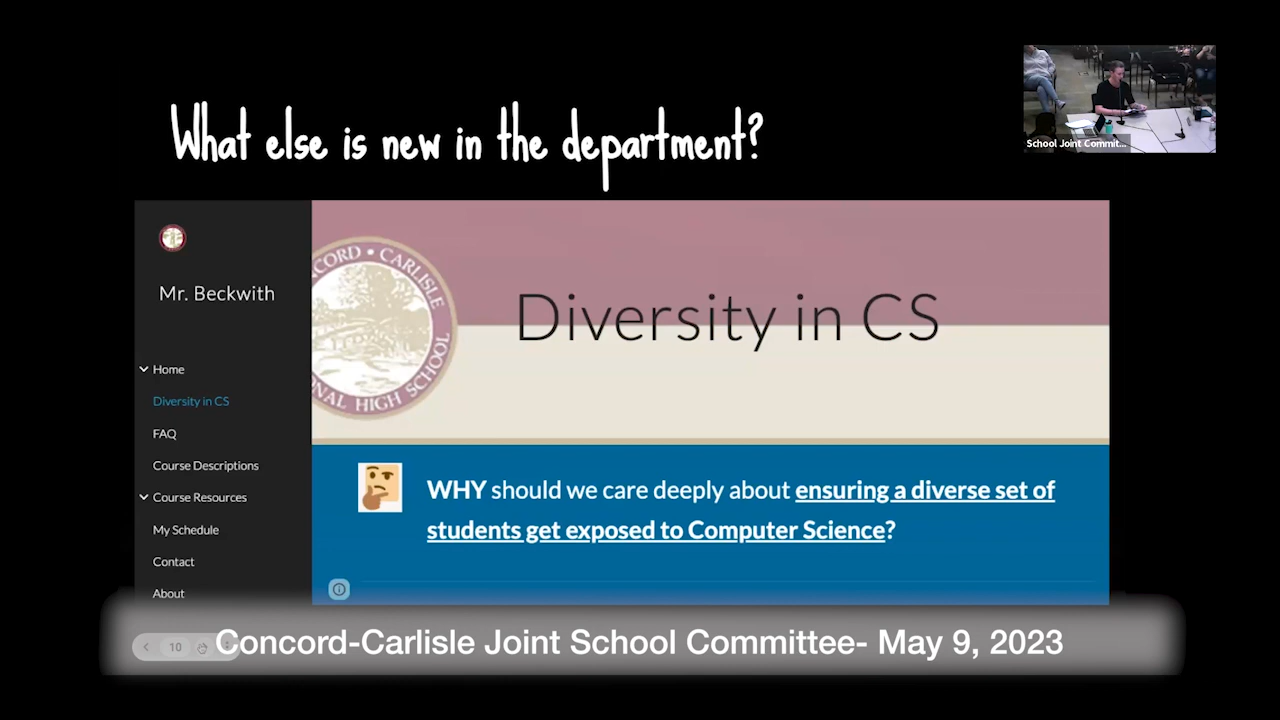 What else is new in the department?
School Joint Commit...
Mr. Beckwith
Home
Diversity in CS
FAQ
Course Descriptions
Course Resources
My Schedule
Contact
About
CORD • CARLISLE
NAL HIGH SCHOOL
Diversity in CS
WHY should we care deeply about ensuring a diverse set of
students get exposed to Computer Science?
10
Concord-Carlisle Joint School Committee- May 9, 2023